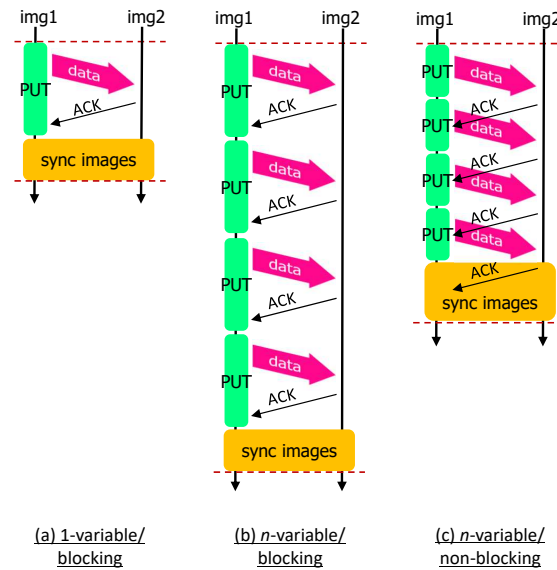 img1 img2
PUT
data
ACK
sync images
(a) 1-variable/
blocking
img1 img2
PUT
data
ACK
PUT
data
ACK
PUT
data
ACK
PUT
data
ACK
sync images
(b) n-variable/
blocking
img1 img2
PUT
data
ACK
PUT
data
ACK
PUT
data
ACK
PUT
data
ACK
sync images
(c) n-variable/
non-blocking